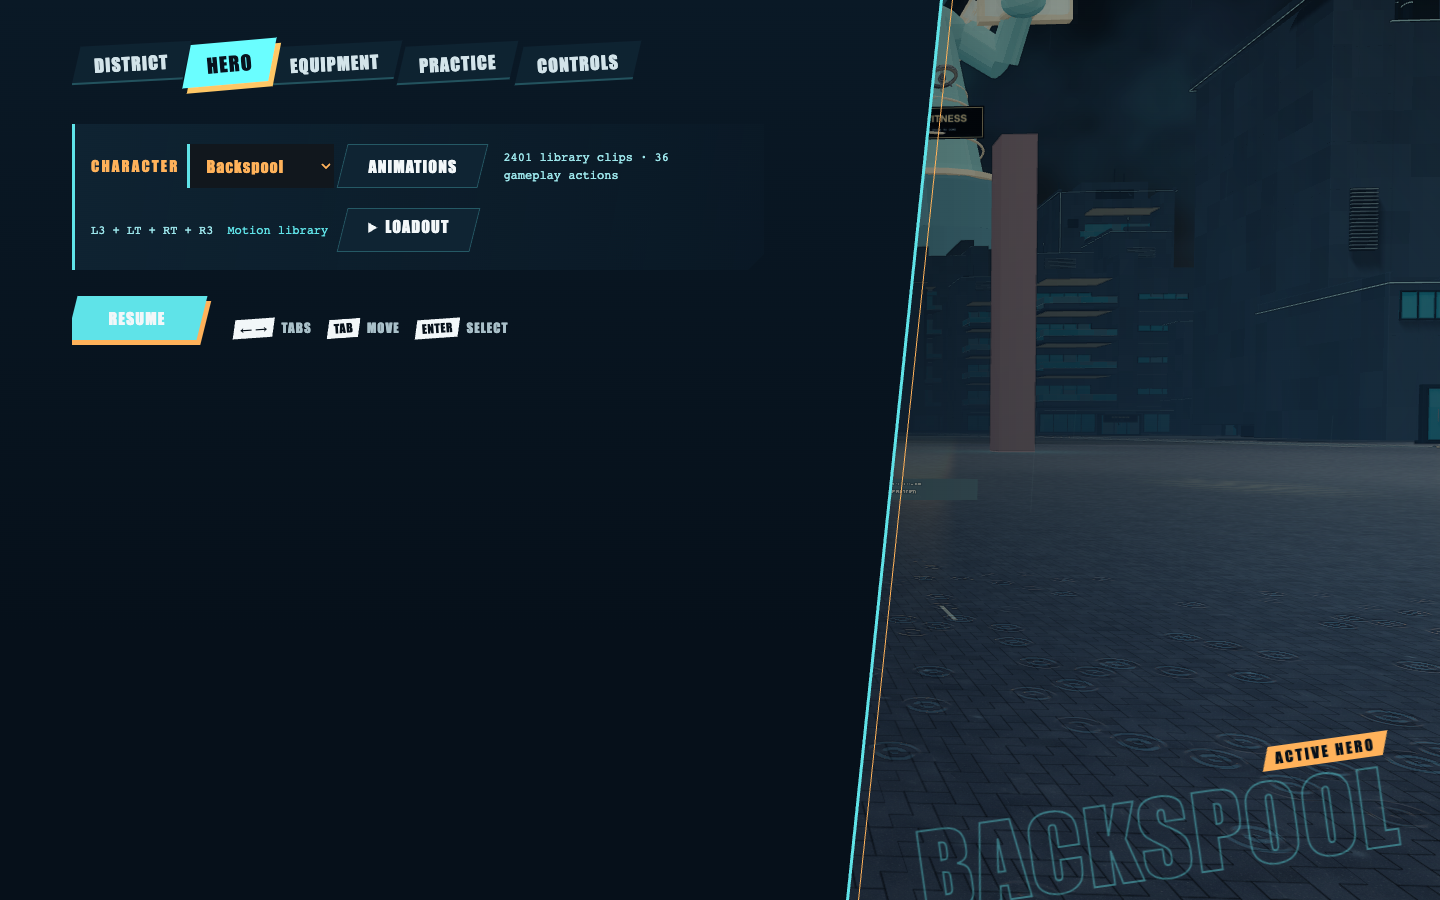 DISTRICT
HERO
EQUIPMENT
PRACTICE
CONTROLS
CHARACTER
Backspool
ANIMATIONS
2401 library clips · 36
gameplay actions
L3 + LT + RT + R3 Motion library
▶ LOADOUT
RESUME
←→ TABS
TAB MOVE
ENTER SELECT
ACTIVE HERO
BACKSPOOL